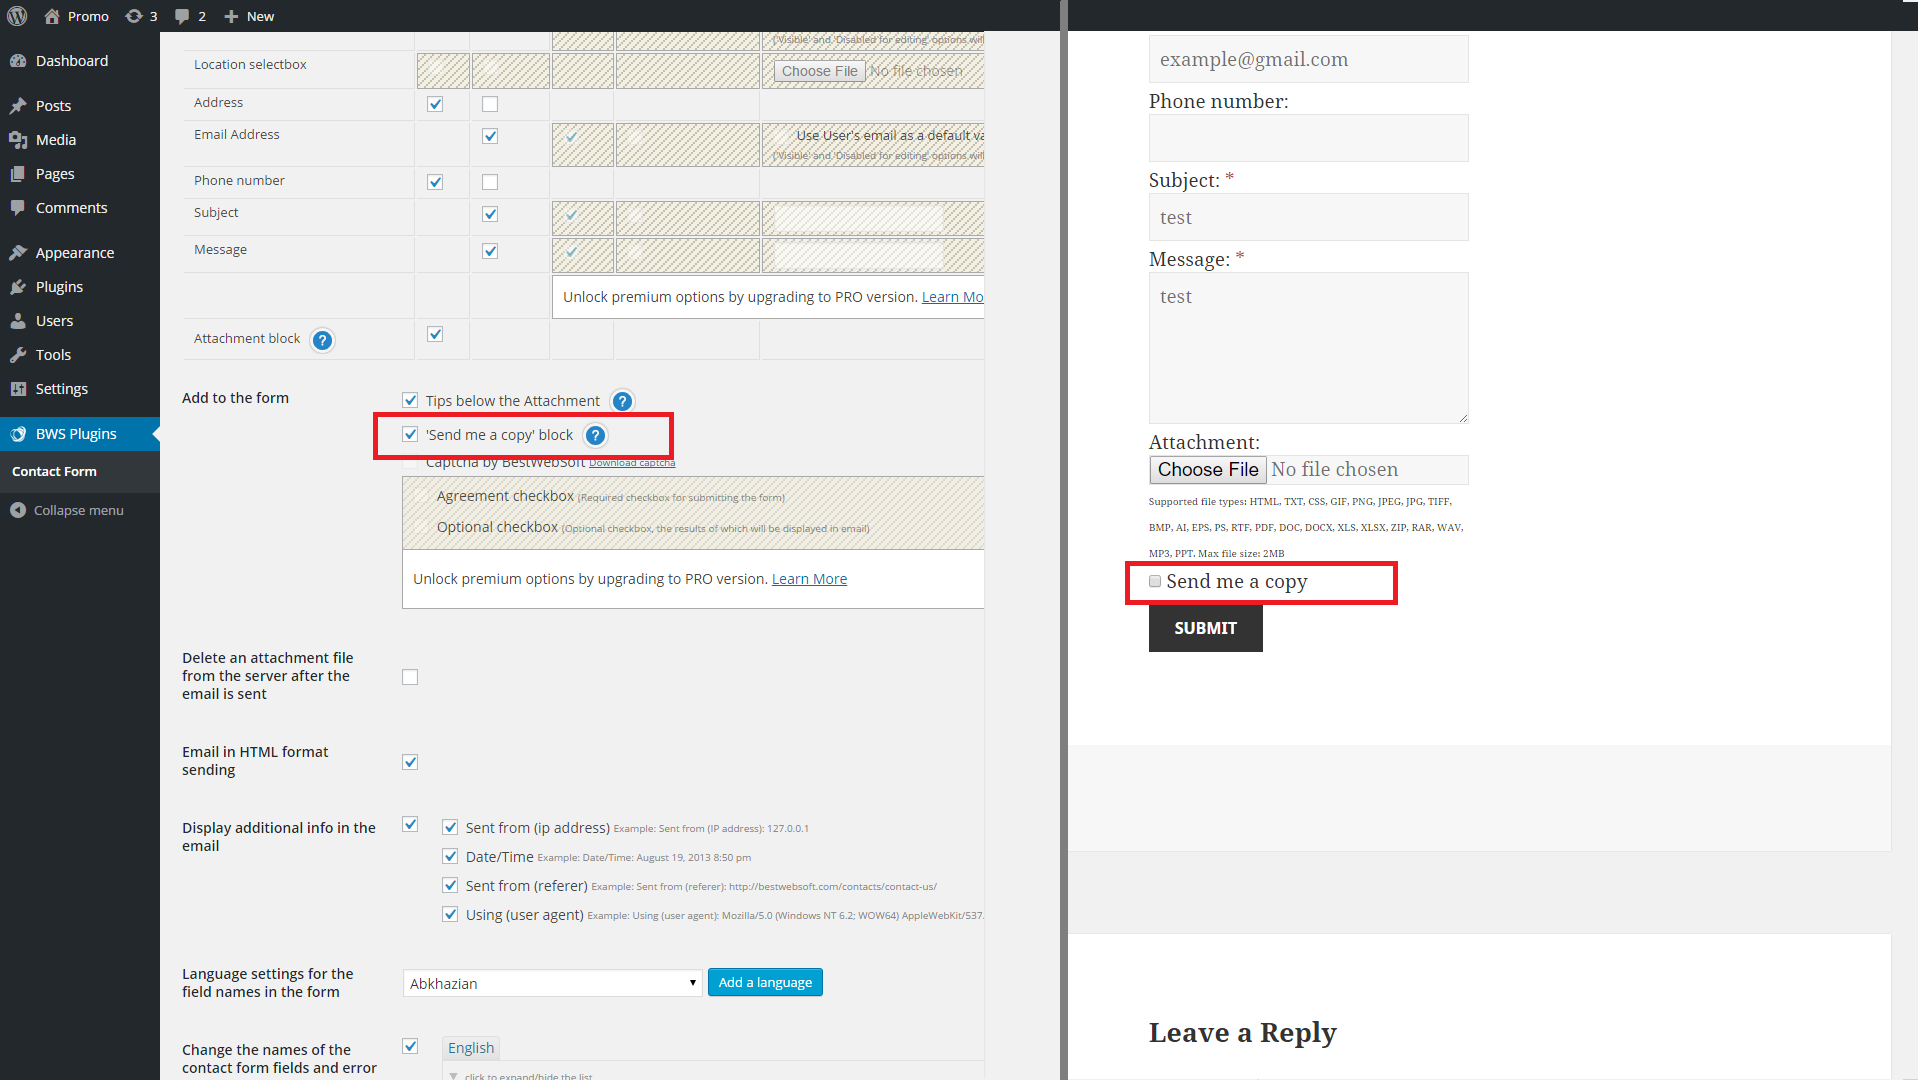 Promo 3 2 New
Dashboard
Posts
Media
Pages
Comments
Appearance
Plugins
Users
Tools
Settings
BWS Plugins
Contact Form
Collapse menu
('Visible' and 'Disabled for editing' options will
Location selectbox
Choose File No file chosen
Address
Email Address
Use User's email as a default va
('Visible' and 'Disabled for editing' options will
Phone number
Subject
Message
Unlock premium options by upgrading to PRO version. Learn Mo
Attachment block ?
Add to the form
Tips below the Attachment ?
'Send me a copy' block ?
Captcha by BestWebSoft Download captcha
Agreement checkbox (Required checkbox for submitting the form)
Optional checkbox (Optional checkbox, the results of which will be displayed in email)
Unlock premium options by upgrading to PRO version. Learn More
Delete an attachment file
from the server after the
email is sent
Email in HTML format
sending
Display additional info in the
email
Sent from (ip address) Example: Sent from (IP address): 127.0.0.1
Date/Time Example: Date/Time: August 19, 2013 8:50 pm
Sent from (referer) Example: Sent from (referer): http://bestwebsoft.com/contacts/contact-us/
Using (user agent) Example: Using (user agent): Mozilla/5.0 (Windows NT 6.2; WOW64) AppleWebKit/537.
Language settings for the
field names in the form
Abkhazian
Add a language
Change the names of the
contact form fields and error
English
click to expand/hide the list
example@gmail.com
Phone number:
Subject: *
test
Message: *
test
Attachment:
Choose File No file chosen
Supported file types: HTML, TXT, CSS, GIF, PNG, JPEG, JPG, TIFF,
BMP, AI, EPS, PS, RTF, PDF, DOC, DOCX, XLS, XLSX, ZIP, RAR, WAV,
MP3, PPT. Max file size: 2MB
Send me a copy
SUBMIT
Leave a Reply